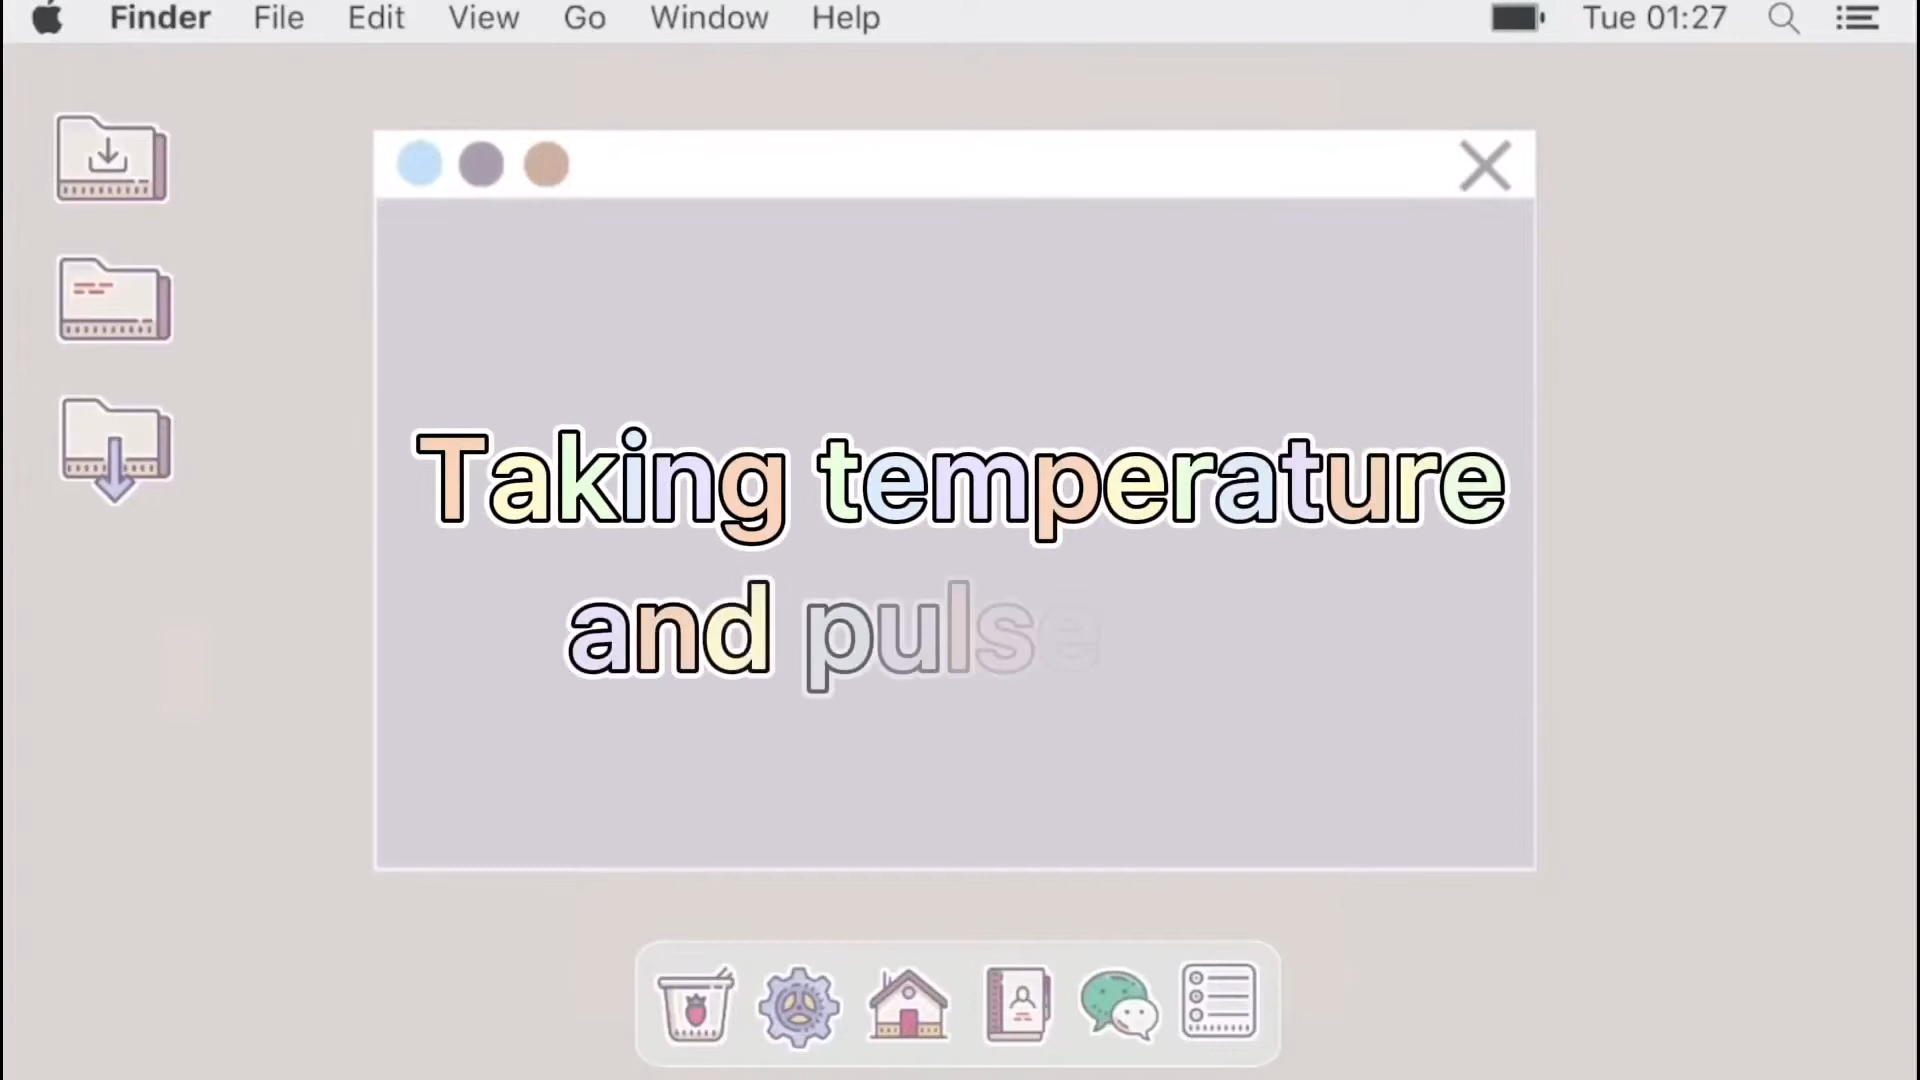 Finder File Edit View Go Window Help Tue 01:27
Taking temperature
and pulse